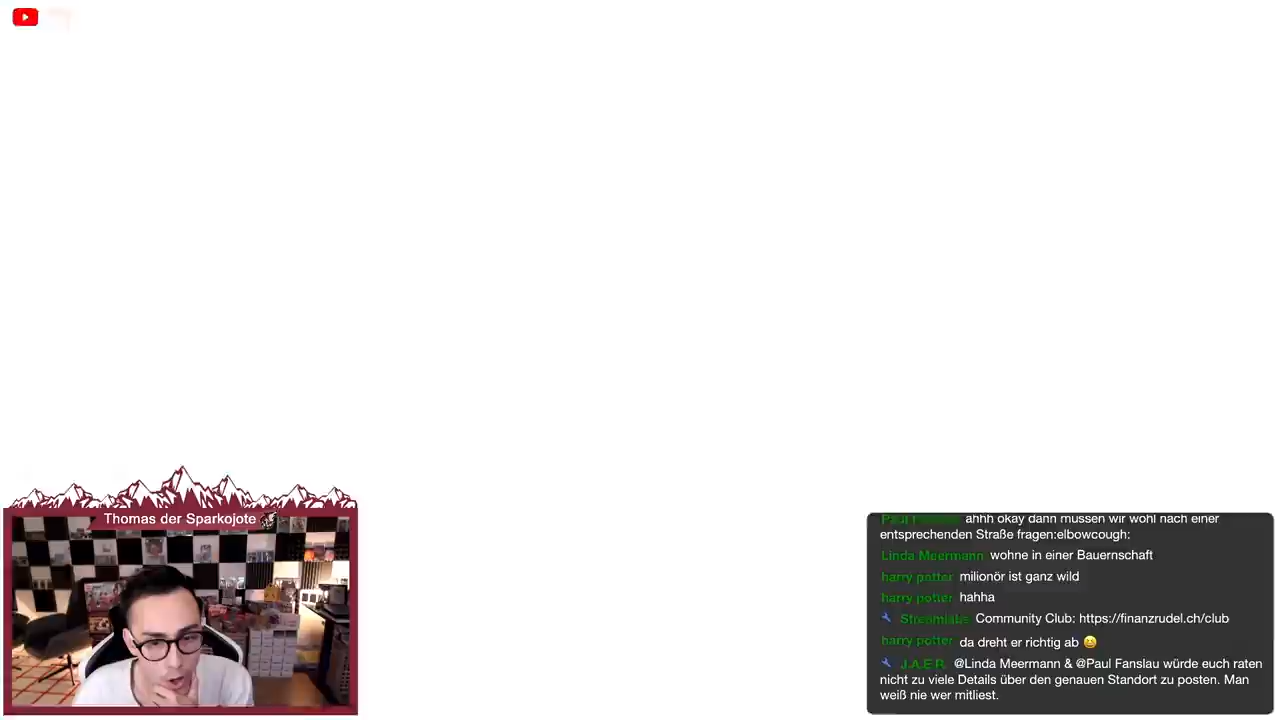 Thomas der Sparkojote
ahhh okay dann müssen wir wohl nach einer
entsprechenden Straße fragen:elbowcough:
Linda Meermann wohne in einer Bauernschaft
harry potter milionör ist ganz wild
harry potter hahha
Streamlabs Community Club: https://finanzrudel.ch/club
harry potter da dreht er richtig ab 😆
J.A.E.R. @Linda Meermann & @Paul Fanslau würde euch raten
nicht zu viele Details über den genauen Standort zu posten. Man
weiß nie wer mitliest.